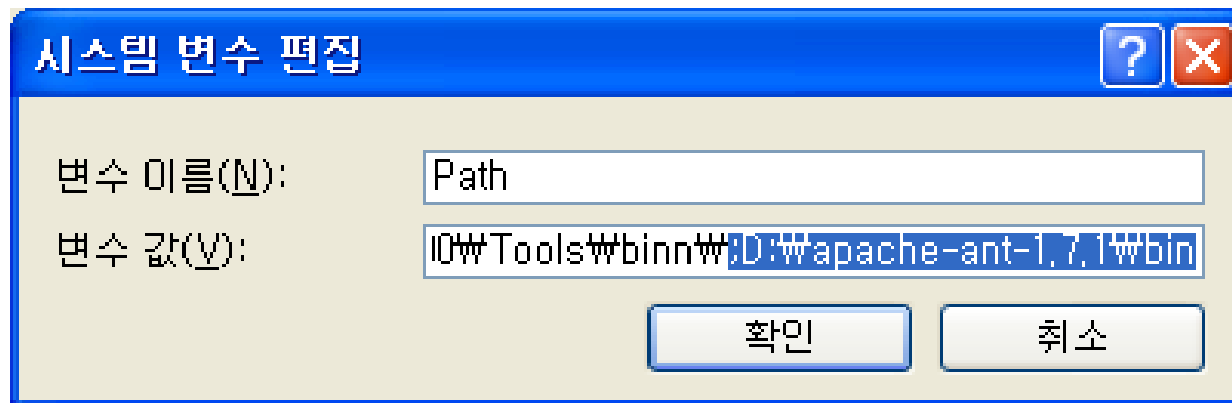 시스템 변수 편집
변수 이름(N): Path
변수 값(V): 0₩Tools₩binn₩;D:₩apache-ant-1.7.1₩bin
확인 취소